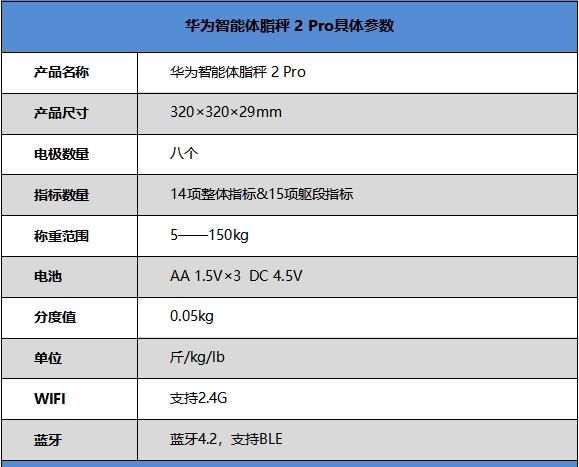 华为智能体脂秤 2 Pro具体参数
产品名称 华为智能体脂秤 2 Pro
产品尺寸 320×320×29mm
电极数量 八个
指标数量 14项整体指标&15项躯段指标
称重范围 5——150kg
电池 AA 1.5V×3  DC 4.5V
分度值 0.05kg
单位 斤/kg/lb
WIFI 支持2.4G
蓝牙 蓝牙4.2，支持BLE